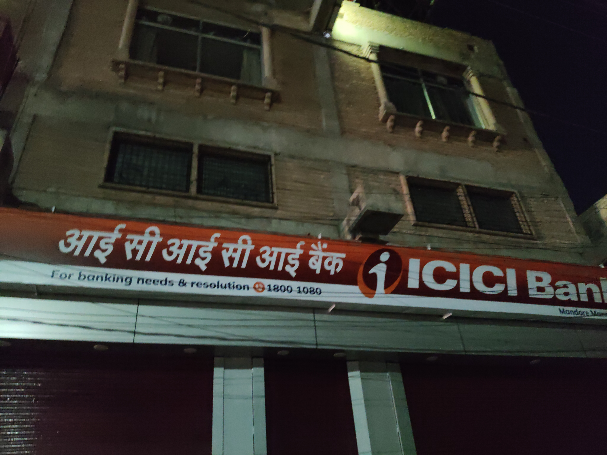 आई सी आई सी आई बैंक
ICICI Bank
For banking needs & resolution 1800 1080